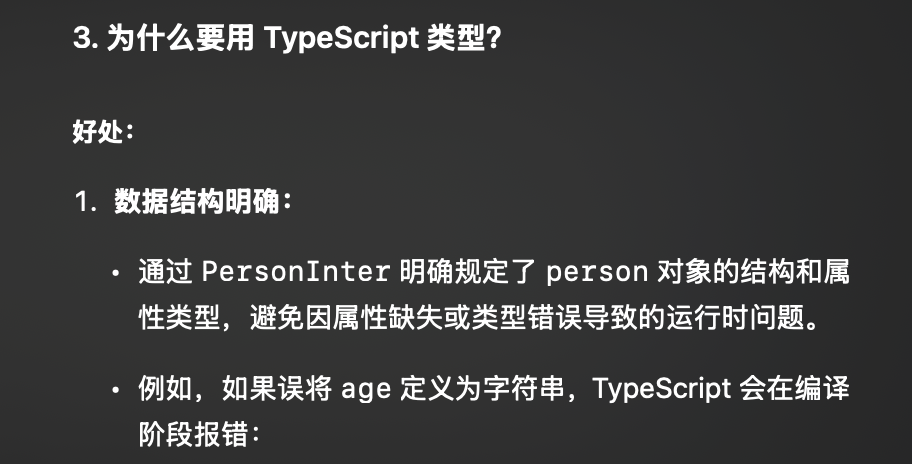 3. 为什么要用 TypeScript 类型？
好处：
1. 数据结构明确：
• 通过 PersonInter 明确规定了 person 对象的结构和属
性类型，避免因属性缺失或类型错误导致的运行时问题。
• 例如，如果误将 age 定义为字符串，TypeScript 会在编译
阶段报错：